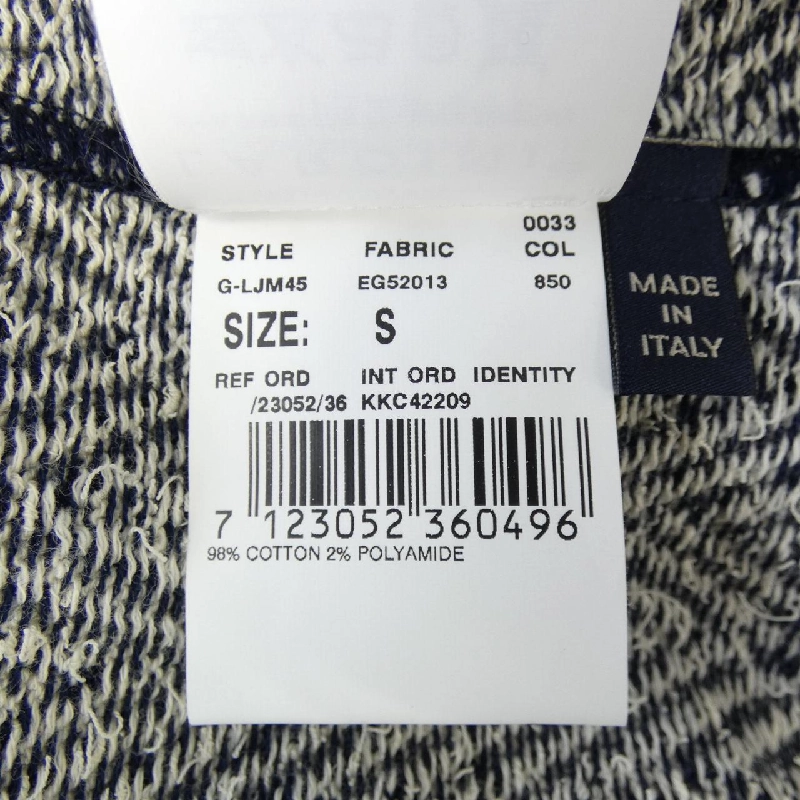 0033
STYLE FABRIC COL
G-LJM45 EG52013 850
SIZE: S
REF ORD INT ORD IDENTITY
/23052/36 KKC42209
7 123052 360496
98% COTTON 2% POLYAMIDE
MADE
IN
ITALY